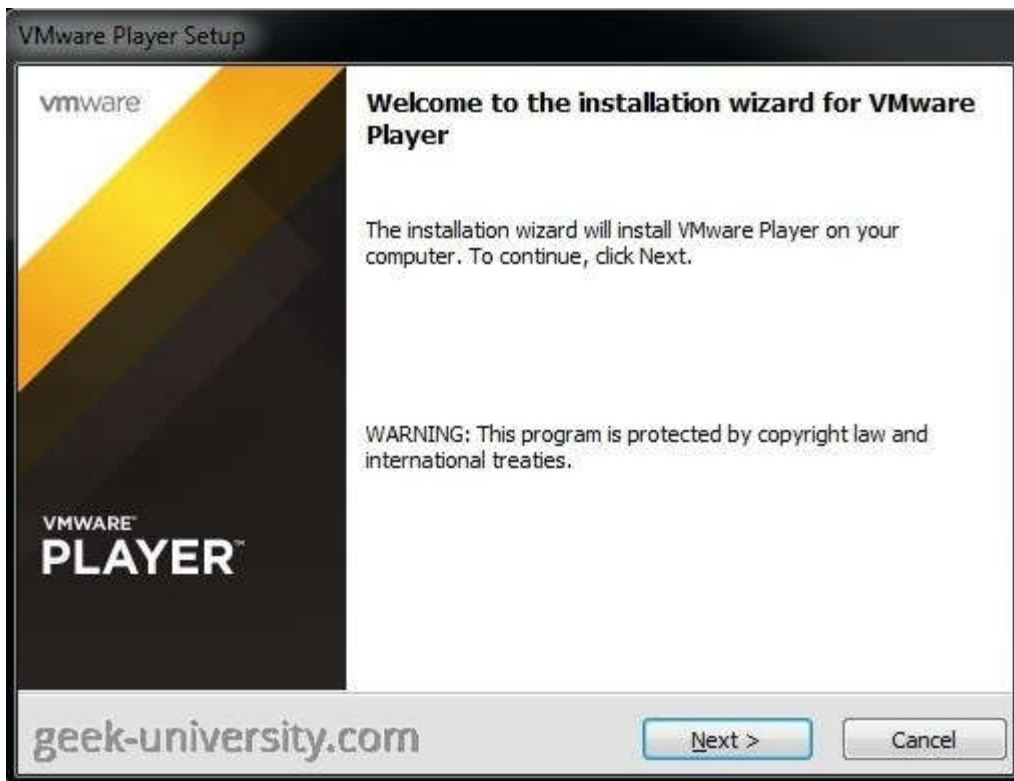 VMware Player Setup
vmware
Welcome to the installation wizard for VMware
Player
The installation wizard will install VMware Player on your
computer. To continue, click Next.
WARNING: This program is protected by copyright law and
international treaties.
VMWARE™
PLAYER™
geek-university.com
Next >
Cancel